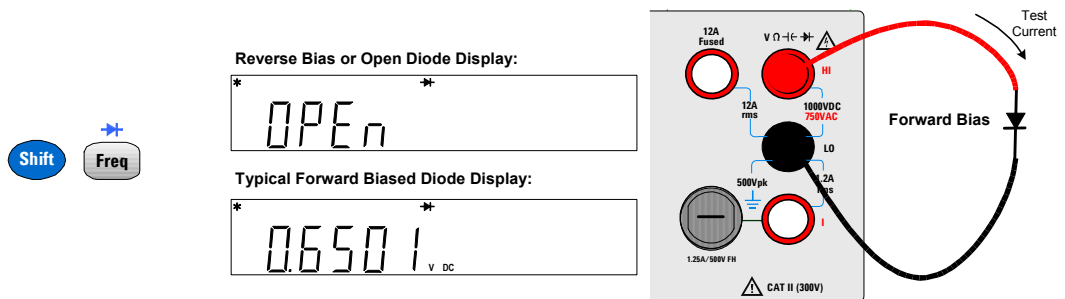 Shift
Freq
Reverse Bias or Open Diode Display:
*
OPEn
Typical Forward Biased Diode Display:
*
0.6501 V DC
12A
Fused
V Ω
HI
12A
rms
1000VDC
750VAC
LO
500Vpk
1.2A
rms
I
1.25A/500V FH
CAT II (300V)
Test
Current
Forward Bias